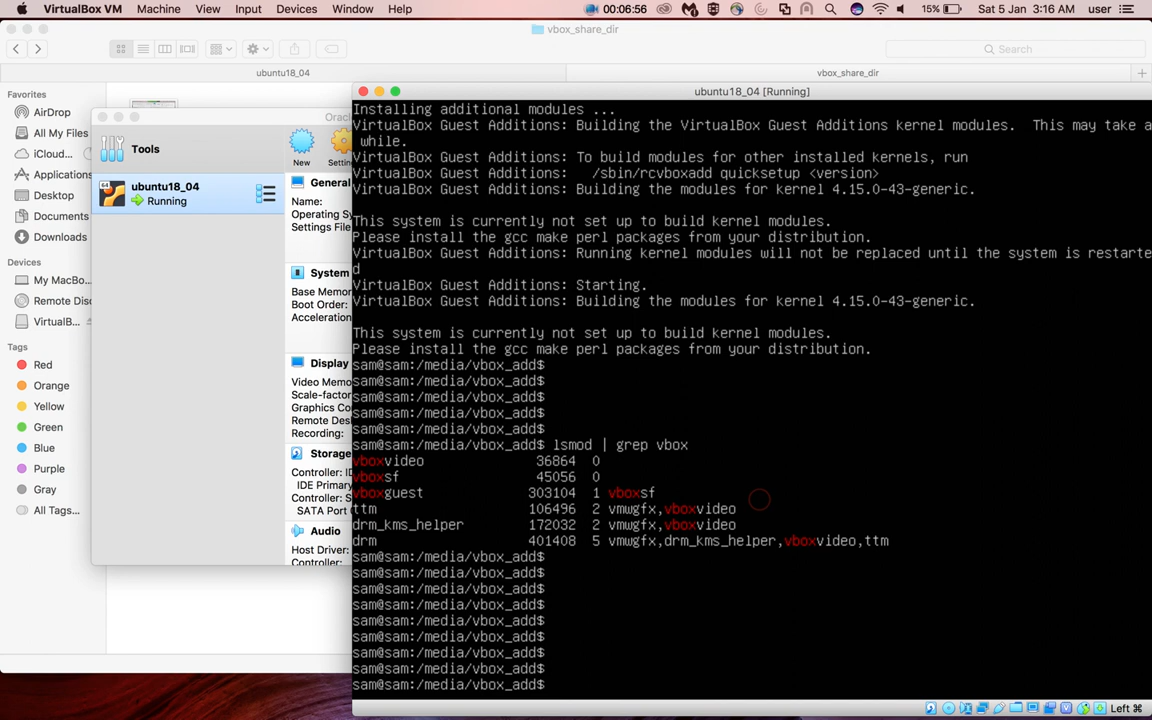 VirtualBox VM Machine View Input Devices Window Help 00:06:56 15% Sat 5 Jan 3:16 AM user
vbox_share_dir
Search
ubuntu18_04 vbox_share_dir
Favorites
AirDrop
All My Files
iCloud...
Applications
Desktop
Documents
Downloads
Devices
My MacBo...
Remote Disc
VirtualB...
Tags
Red
Orange
Yellow
Green
Blue
Purple
Gray
All Tags...
Orac
Tools
New Settin
ubuntu18_04
Running
General
Name:
Operating Sy
Settings File
System
Base Memo
Boot Order:
Acceleration
Display
Video Memo
Scale-factor
Graphics Co
Remote Des
Recording:
Storage
Controller: ID
IDE Primary
Controller: S
SATA Port
Audio
Host Driver:
Controller:
ubuntu18_04 [Running]
Installing additional modules ...
VirtualBox Guest Additions: Building the VirtualBox Guest Additions kernel modules.  This may take a
 while.
VirtualBox Guest Additions: To build modules for other installed kernels, run
VirtualBox Guest Additions:   /sbin/rcvboxadd quicksetup <version>
VirtualBox Guest Additions: Building the modules for kernel 4.15.0-43-generic.
This system is currently not set up to build kernel modules.
Please install the gcc make perl packages from your distribution.
VirtualBox Guest Additions: Running kernel modules will not be replaced until the system is restarte
d
VirtualBox Guest Additions: Starting.
VirtualBox Guest Additions: Building the modules for kernel 4.15.0-43-generic.
This system is currently not set up to build kernel modules.
Please install the gcc make perl packages from your distribution.
sam@sam:/media/vbox_add$
sam@sam:/media/vbox_add$
sam@sam:/media/vbox_add$
sam@sam:/media/vbox_add$
sam@sam:/media/vbox_add$
sam@sam:/media/vbox_add$ lsmod | grep vbox
vboxvideo 36864 0
vboxsf 45056 0
vboxguest 303104 1 vboxsf
ttm 106496 2 vmwgfx,vboxvideo
drm_kms_helper 172032 2 vmwgfx,vboxvideo
drm 401408 5 vmwgfx,drm_kms_helper,vboxvideo,ttm
sam@sam:/media/vbox_add$
sam@sam:/media/vbox_add$
sam@sam:/media/vbox_add$
sam@sam:/media/vbox_add$
sam@sam:/media/vbox_add$
sam@sam:/media/vbox_add$
sam@sam:/media/vbox_add$
sam@sam:/media/vbox_add$
sam@sam:/media/vbox_add$
Left ⌘